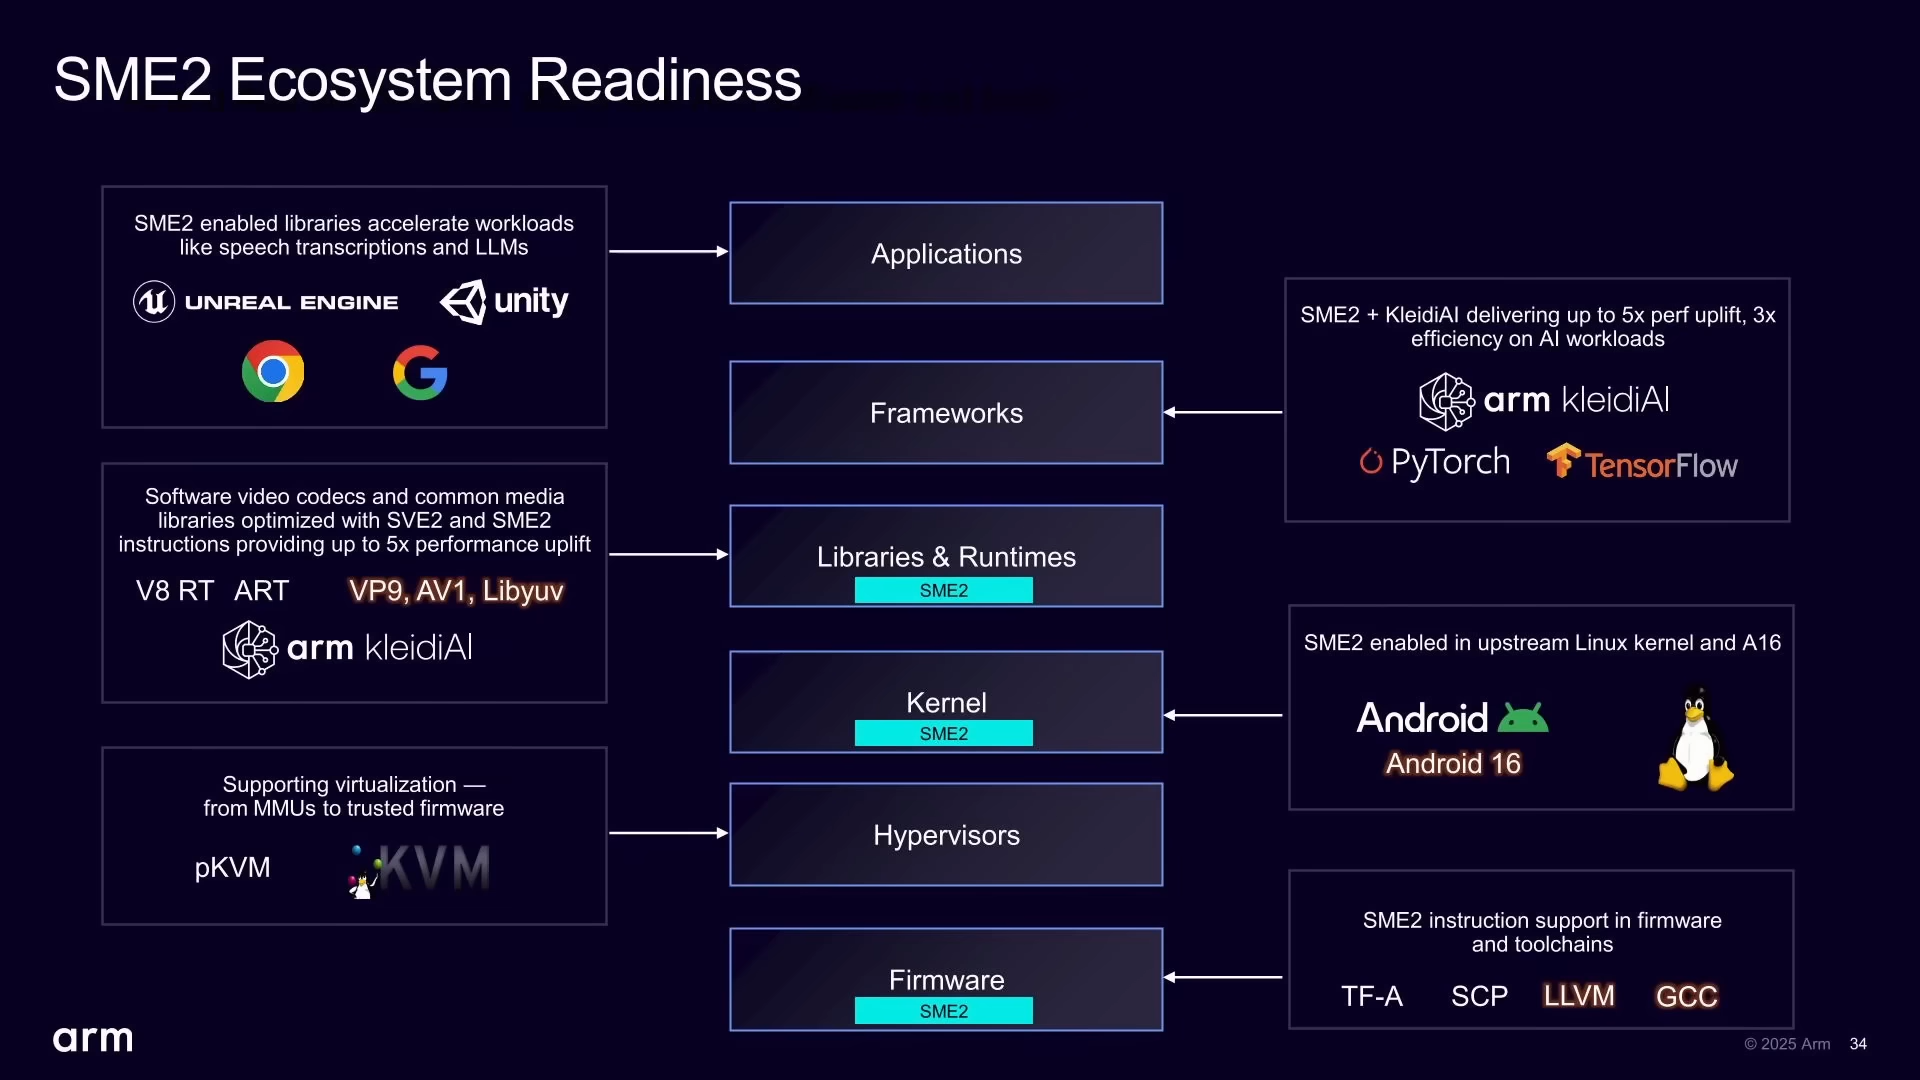 SME2 Ecosystem Readiness
SME2 enabled libraries accelerate workloads
like speech transcriptions and LLMs
UNREAL ENGINE
unity
Applications
SME2 + KleidiAI delivering up to 5x perf uplift, 3x
efficiency on AI workloads
arm kleidiAI
PyTorch
TensorFlow
Frameworks
Software video codecs and common media
libraries optimized with SVE2 and SME2
instructions providing up to 5x performance uplift
V8 RT ART VP9, AV1, Libyuv
arm kleidiAI
Libraries & Runtimes
SME2
SME2 enabled in upstream Linux kernel and A16
Android
Android 16
Kernel
SME2
Supporting virtualization —
from MMUs to trusted firmware
pKVM
KVM
Hypervisors
SME2 instruction support in firmware
and toolchains
TF-A SCP LLVM GCC
Firmware
SME2
arm
© 2025 Arm 34